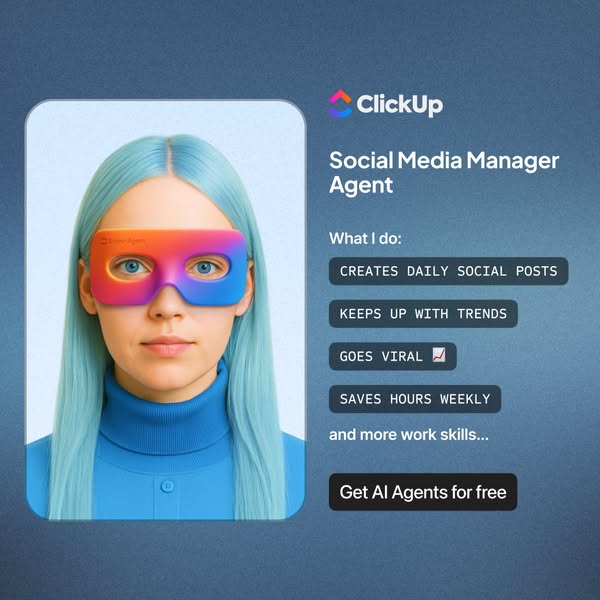 ClickUp
Social Media Manager
Agent
What I do:
CREATES DAILY SOCIAL POSTS
KEEPS UP WITH TRENDS
GOES VIRAL 📈
SAVES HOURS WEEKLY
and more work skills...
Get AI Agents for free